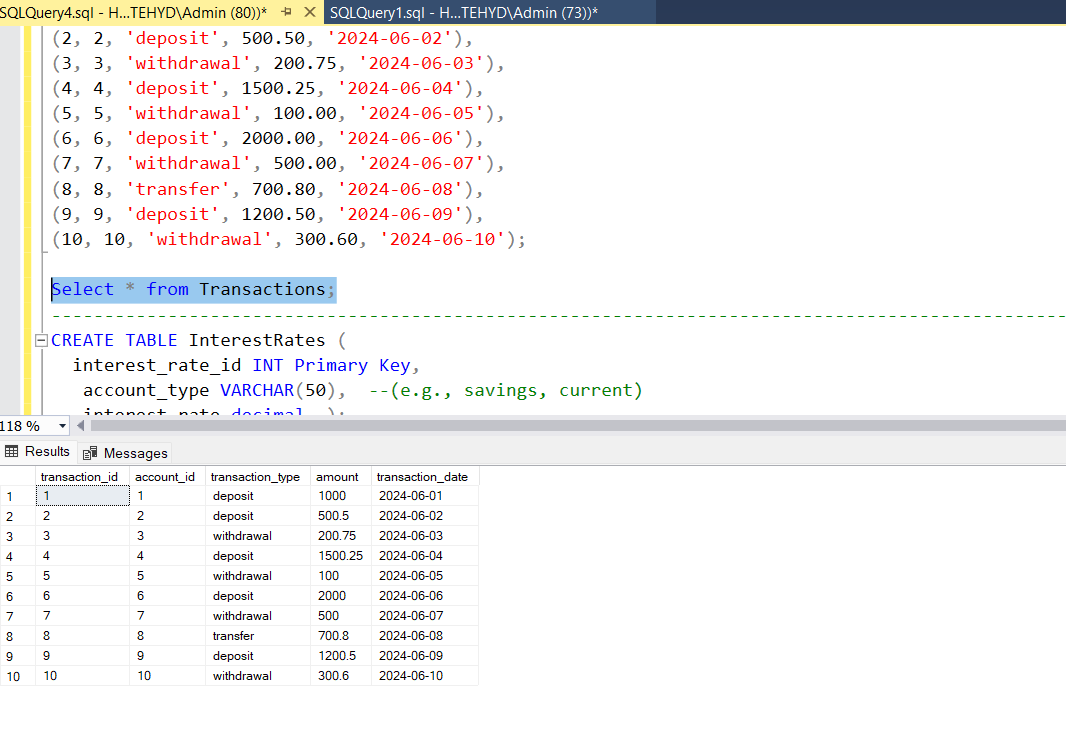 SQLQuery4.sql - H...TEHYD\Admin (80))* SQLQuery1.sql - H...TEHYD\Admin (73))*
(2, 2, 'deposit', 500.50, '2024-06-02'),
(3, 3, 'withdrawal', 200.75, '2024-06-03'),
(4, 4, 'deposit', 1500.25, '2024-06-04'),
(5, 5, 'withdrawal', 100.00, '2024-06-05'),
(6, 6, 'deposit', 2000.00, '2024-06-06'),
(7, 7, 'withdrawal', 500.00, '2024-06-07'),
(8, 8, 'transfer', 700.80, '2024-06-08'),
(9, 9, 'deposit', 1200.50, '2024-06-09'),
(10, 10, 'withdrawal', 300.60, '2024-06-10');
Select * from Transactions;
CREATE TABLE InterestRates (
interest_rate_id INT Primary Key,
account_type VARCHAR(50), --(e.g., savings, current)
interest_rate decimal );
118 %
Results Messages
transaction_id account_id transaction_type amount transaction_date
1 1 1 deposit 1000 2024-06-01
2 2 2 deposit 500.5 2024-06-02
3 3 3 withdrawal 200.75 2024-06-03
4 4 4 deposit 1500.25 2024-06-04
5 5 5 withdrawal 100 2024-06-05
6 6 6 deposit 2000 2024-06-06
7 7 7 withdrawal 500 2024-06-07
8 8 8 transfer 700.8 2024-06-08
9 9 9 deposit 1200.5 2024-06-09
10 10 10 withdrawal 300.6 2024-06-10